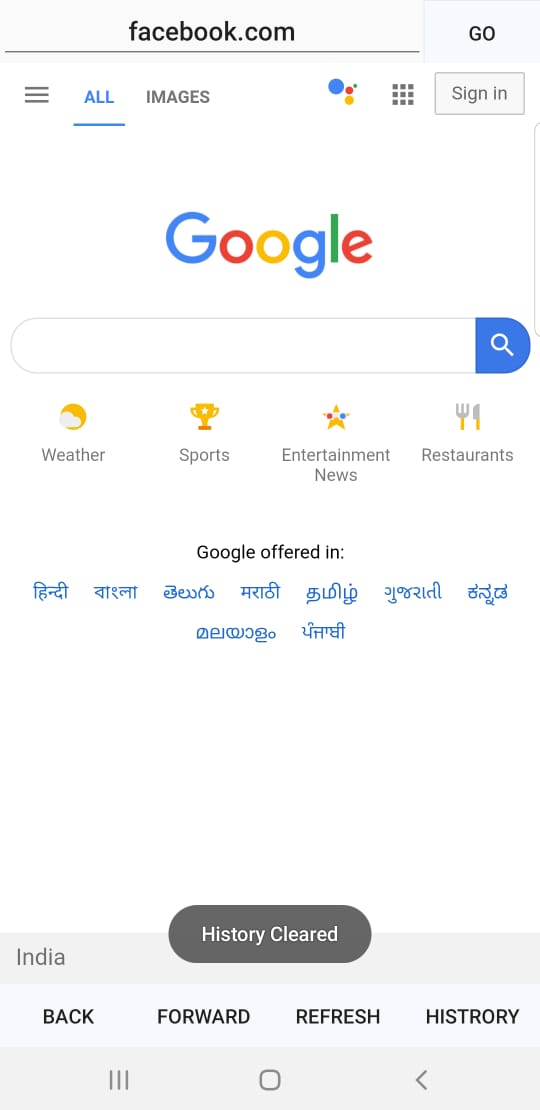 facebook.com GO
ALL IMAGES Sign in
Google
Weather Sports Entertainment News Restaurants
Google offered in:
हिन्दी বাংলা తెలుగు मराठी தமிழ் ગુજરાતી ಕನ್ನಡ
മലയാളം ਪੰਜਾਬੀ
History Cleared
India
BACK FORWARD REFRESH HISTRORY